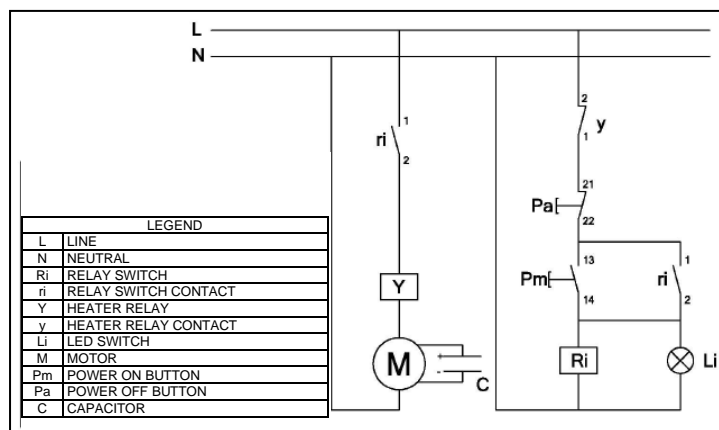 L
N
ri 1
2
2
y
1
21
Pa
22
13
Pm
14
ri 1
2
Y
M
+
-
C
Ri
Li
LEGEND
L LINE
N NEUTRAL
Ri RELAY SWITCH
ri RELAY SWITCH CONTACT
Y HEATER RELAY
y HEATER RELAY CONTACT
Li LED SWITCH
M MOTOR
Pm POWER ON BUTTON
Pa POWER OFF BUTTON
C CAPACITOR